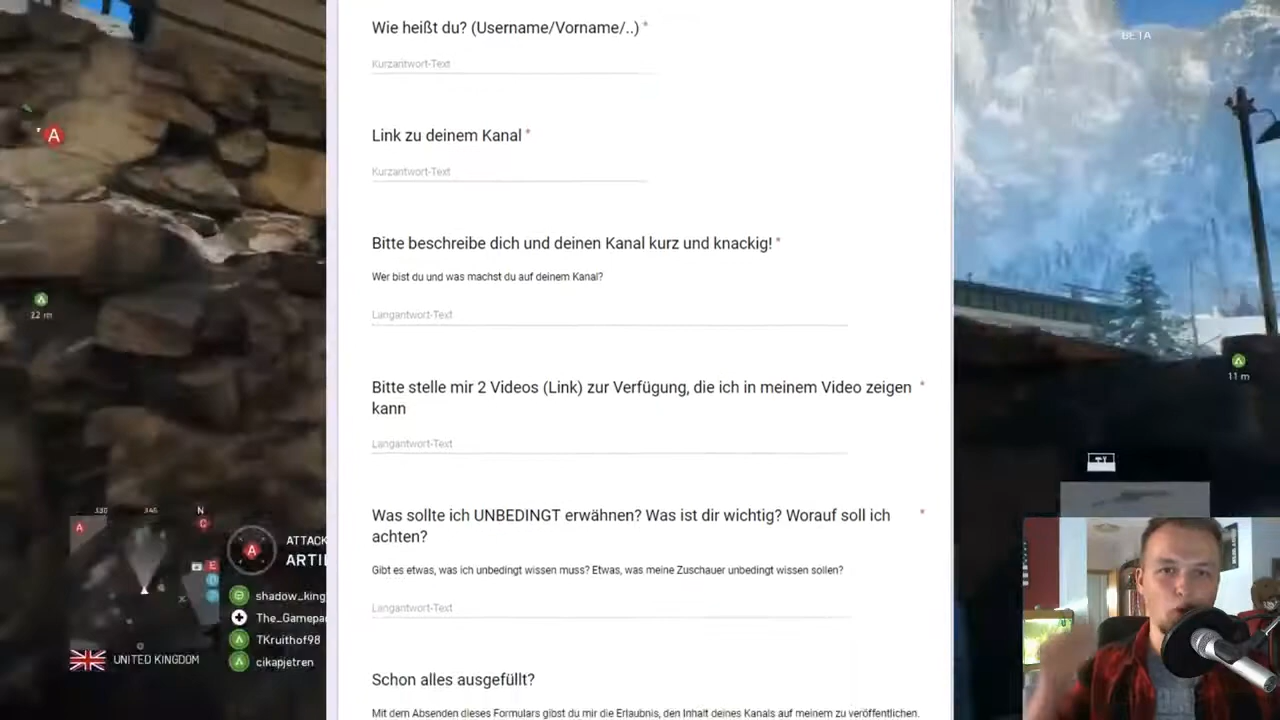 Wie heißt du? (Username/Vorname/..) *
Kurzantwort-Text
Link zu deinem Kanal *
Kurzantwort-Text
Bitte beschreibe dich und deinen Kanal kurz und knackig! *
Wer bist du und was machst du auf deinem Kanal?
Langantwort-Text
Bitte stelle mir 2 Videos (Link) zur Verfügung, die ich in meinem Video zeigen *
kann
Langantwort-Text
Was sollte ich UNBEDINGT erwähnen? Was ist dir wichtig? Worauf soll ich *
achten?
Gibt es etwas, was ich unbedingt wissen muss? Etwas, was meine Zuschauer unbedingt wissen sollen?
Langantwort-Text
Schon alles ausgefüllt?
Mit dem Absenden dieses Formulars gibst du mir die Erlaubnis, den Inhalt deines Kanals auf meinem zu veröffentlichen.
BETA
A
22 m
11 m
330 345 N
A
C
E
A
ATTACK
ARTI
shadow_king
The_Gamepa
TKruithof98
cikapjetren
UNITED KINGDOM